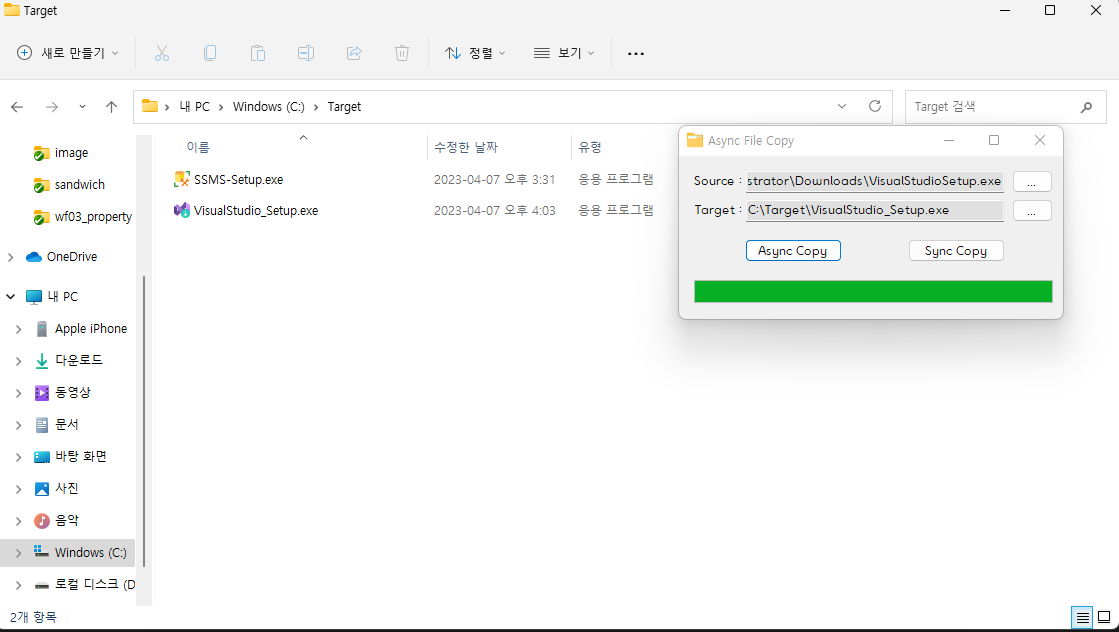 Target
새로 만들기
정렬
보기
내 PC > Windows (C:) > Target
Target 검색
image
sandwich
wf03_property
OneDrive
내 PC
Apple iPhone
다운로드
동영상
문서
바탕 화면
사진
음악
Windows (C:)
로컬 디스크 (D
이름 수정한 날짜 유형
SSMS-Setup.exe 2023-04-07 오후 3:31 응용 프로그램
VisualStudio_Setup.exe 2023-04-07 오후 4:03 응용 프로그램
Async File Copy
Source : strator\Downloads\VisualStudioSetup.exe ...
Target : C:\Target\VisualStudio_Setup.exe ...
Async Copy Sync Copy
2개 항목